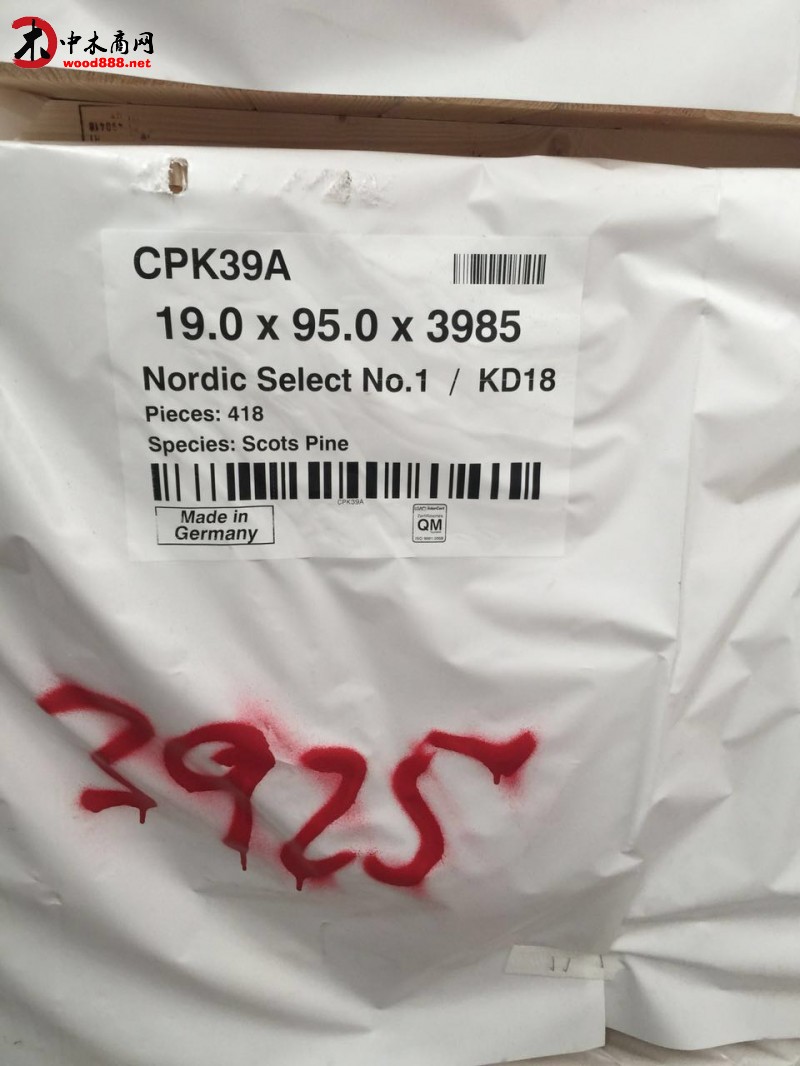 木 中木商网
wood888.net
CPK39A
19.0 x 95.0 x 3985
Nordic Select No.1 / KD18
Pieces: 418
Species: Scots Pine
CPK39A
Made in
Germany
QM
3925